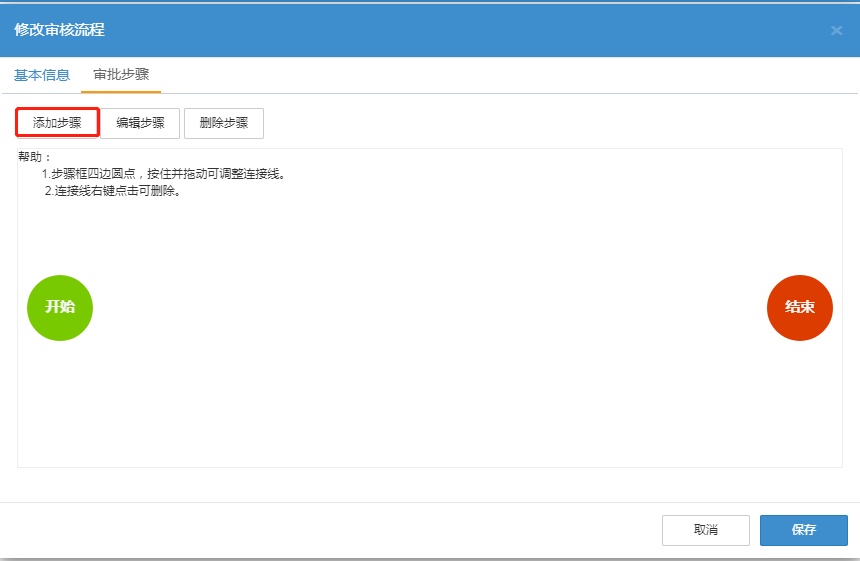 修改审核流程
基本信息 审批步骤
添加步骤 编辑步骤 删除步骤
帮助：
1.步骤框四边圆点，按住并拖动可调整连接线。
2.连接线右键点击可删除。
开始 结束
取消 保存